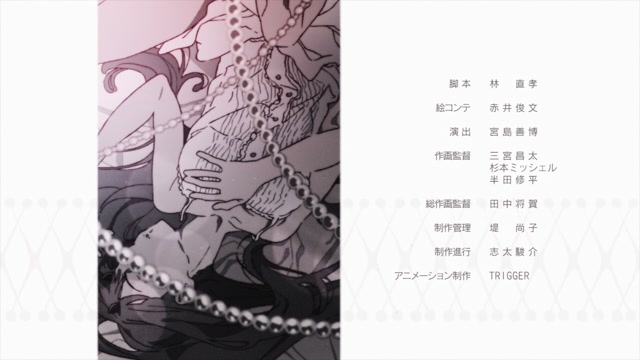 脚本 林 直孝
絵コンテ 赤井俊文
演出 宮島善博
作画監督 三宮昌太
杉本ミッシェル
半田修平
総作画監督 田中将賀
制作管理 堤 尚子
制作進行 志太駿介
アニメーション制作 TRIGGER